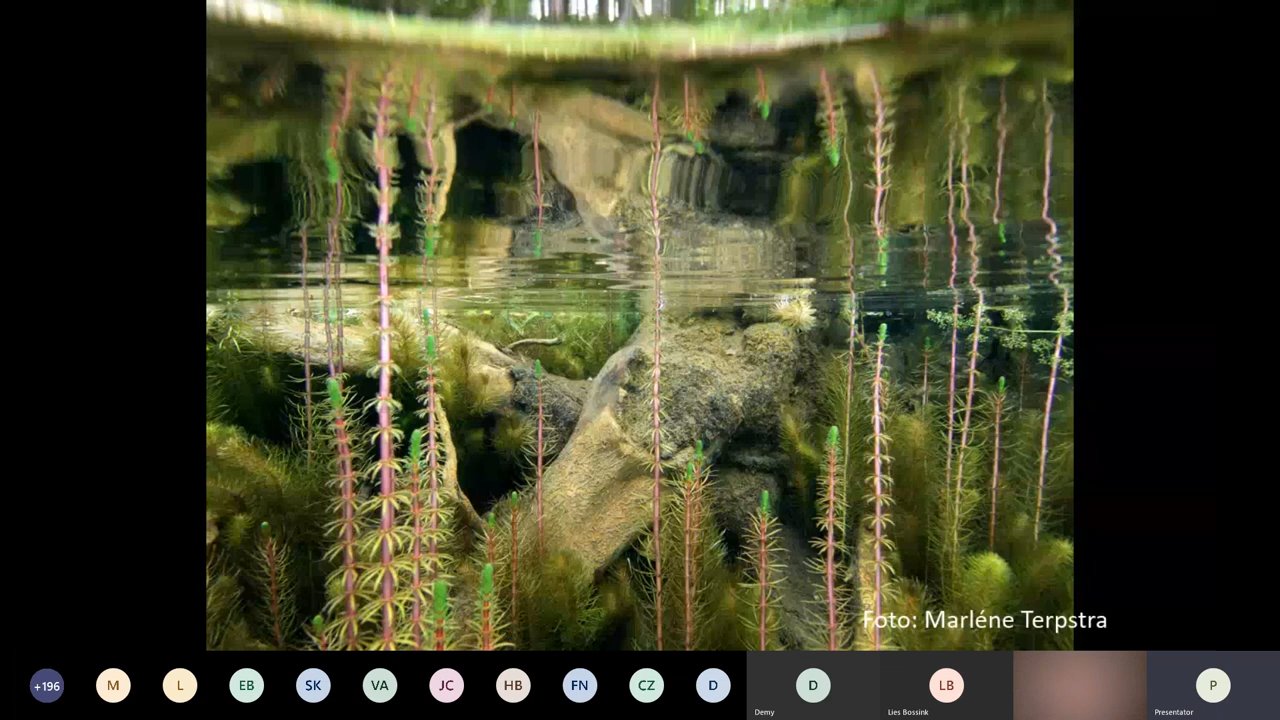 Foto: Marléne Terpstra
+196
M
L
EB
SK
VA
JC
HB
FN
CZ
D
D
LB
P
Demy
Lies Bossink
Presentator